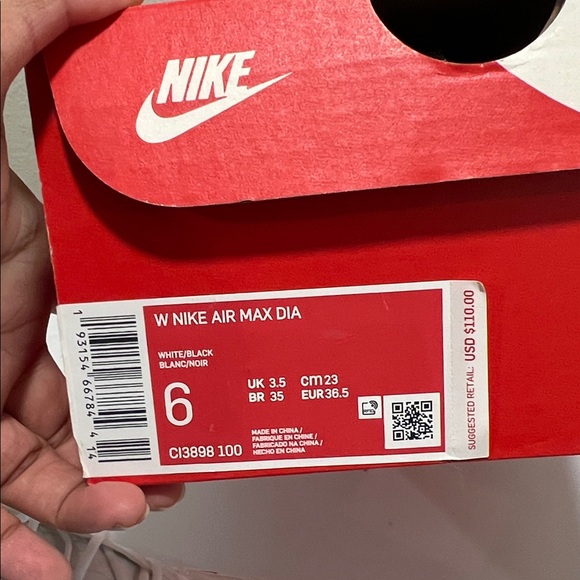 NIKE
W NIKE AIR MAX DIA
WHITE/BLACK
BLANC/NOIR
6
UK 3.5 cm 23
BR 35 EUR 36.5
MADE IN CHINA /
FABRIQUE EN CHINE /
FABRICADO NA CHINA /
HECHO EN CHINA
CI3898 100
1 93154 66784 4 14
SUGGESTED RETAIL: USD $110.00